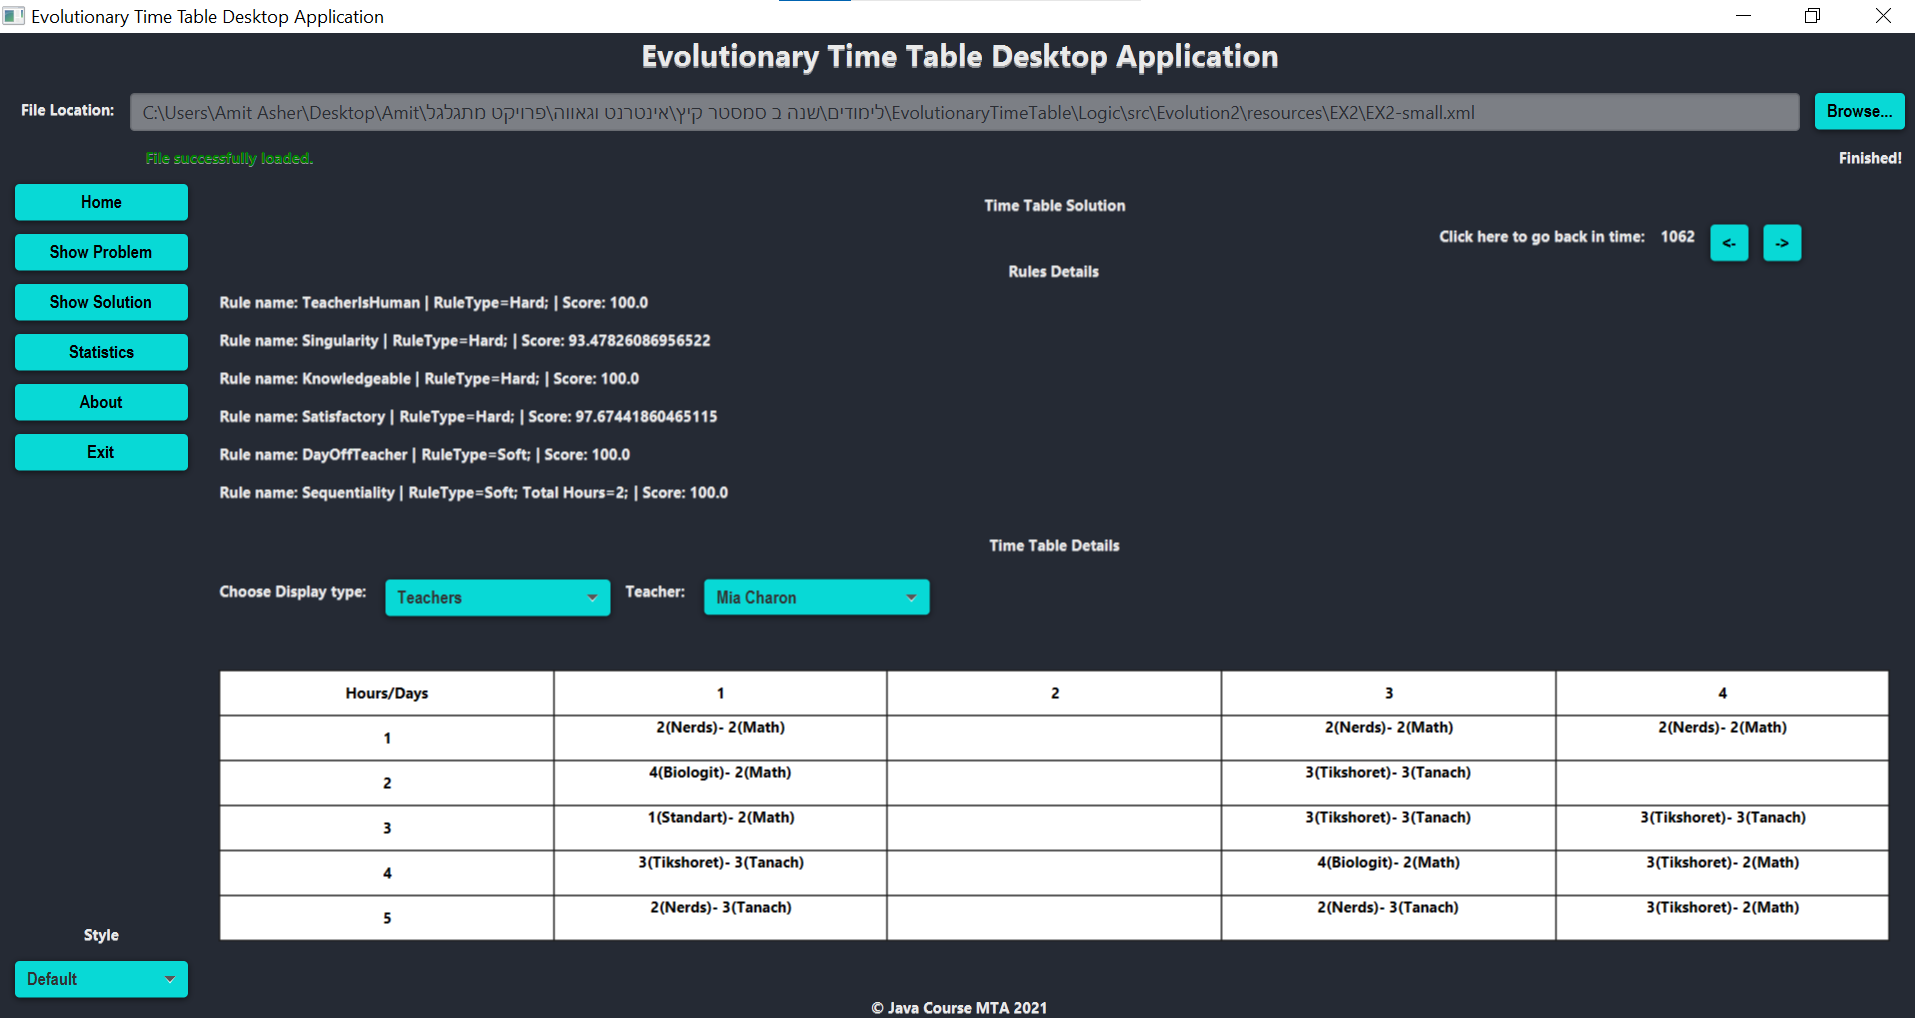 Evolutionary Time Table Desktop Application
Evolutionary Time Table Desktop Application
File Location: C:\Users\Amit Asher\Desktop\Amit\לימודים\שנה ב סמסטר קיץ\אינטרנט וגאווה\פרויקט מתגלגל\EvolutionaryTimeTable\Logic\src\Evolution2\resources\EX2\EX2-small.xml Browse...
File successfully loaded. Finished!
Home
Show Problem
Show Solution
Statistics
About
Exit
Time Table Solution
Click here to go back in time: 1062 <- ->
Rules Details
Rule name: TeacherIsHuman | RuleType=Hard; | Score: 100.0
Rule name: Singularity | RuleType=Hard; | Score: 93.47826086956522
Rule name: Knowledgeable | RuleType=Hard; | Score: 100.0
Rule name: Satisfactory | RuleType=Hard; | Score: 97.67441860465115
Rule name: DayOffTeacher | RuleType=Soft; | Score: 100.0
Rule name: Sequentiality | RuleType=Soft; Total Hours=2; | Score: 100.0
Time Table Details
Choose Display type: Teachers Teacher: Mia Charon
Hours/Days 1 2 3 4
1 2(Nerds)- 2(Math) 2(Nerds)- 2(Math) 2(Nerds)- 2(Math)
2 4(Biologit)- 2(Math) 3(Tikshoret)- 3(Tanach)
3 1(Standart)- 2(Math) 3(Tikshoret)- 3(Tanach) 3(Tikshoret)- 3(Tanach)
4 3(Tikshoret)- 3(Tanach) 4(Biologit)- 2(Math) 3(Tikshoret)- 2(Math)
5 2(Nerds)- 3(Tanach) 2(Nerds)- 3(Tanach) 3(Tikshoret)- 2(Math)
Style
Default
© Java Course MTA 2021